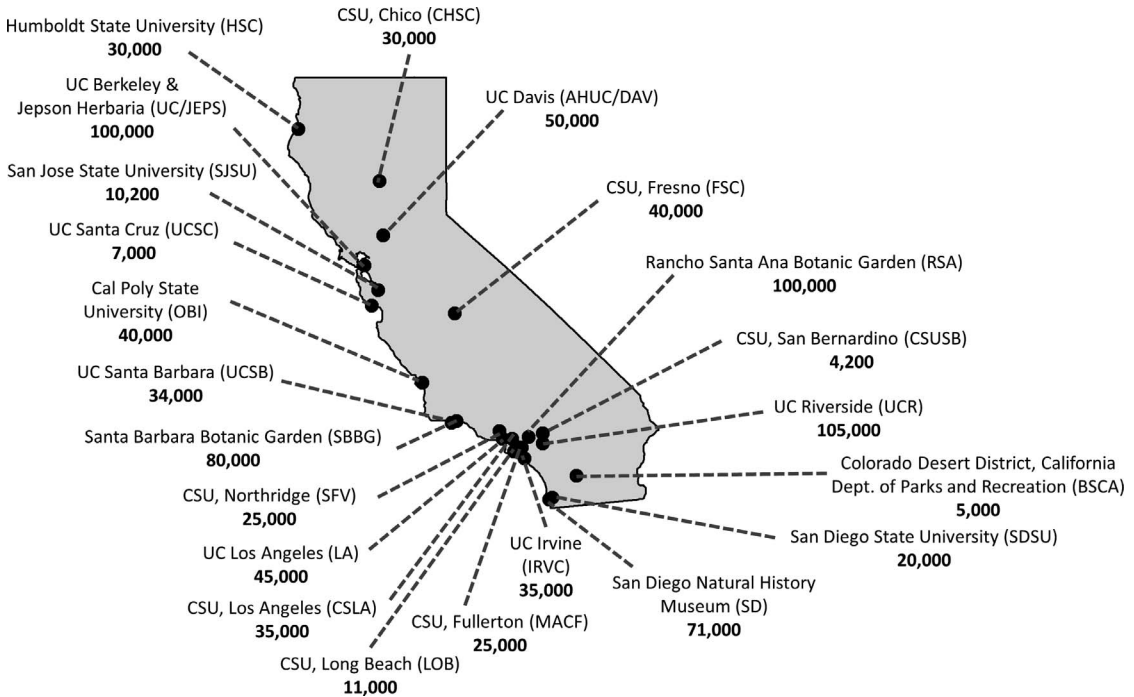 Humboldt State University (HSC)
30,000
CSU, Chico (CHSC)
30,000
UC Berkeley &
Jepson Herbaria (UC/JEPS)
100,000
UC Davis (AHUC/DAV)
50,000
San Jose State University (SJSU)
10,200
CSU, Fresno (FSC)
40,000
UC Santa Cruz (UCSC)
7,000
Rancho Santa Ana Botanic Garden (RSA)
100,000
Cal Poly State
University (OBI)
40,000
CSU, San Bernardino (CSUSB)
4,200
UC Santa Barbara (UCSB)
34,000
UC Riverside (UCR)
105,000
Santa Barbara Botanic Garden (SBBG)
80,000
Colorado Desert District, California
Dept. of Parks and Recreation (BSCA)
5,000
CSU, Northridge (SFV)
25,000
San Diego State University (SDSU)
20,000
UC Los Angeles (LA)
45,000
UC Irvine
(IRVC)
35,000
San Diego Natural History
Museum (SD)
71,000
CSU, Los Angeles (CSLA)
35,000
CSU, Fullerton (MACF)
25,000
CSU, Long Beach (LOB)
11,000